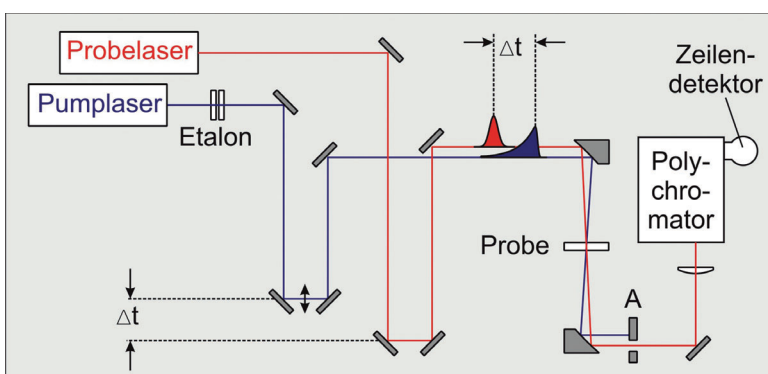 Probelaser
Pumplaser
Etalon
Δt
Δt
Zeilen-
detektor
Poly-
chro-
mator
Probe
A